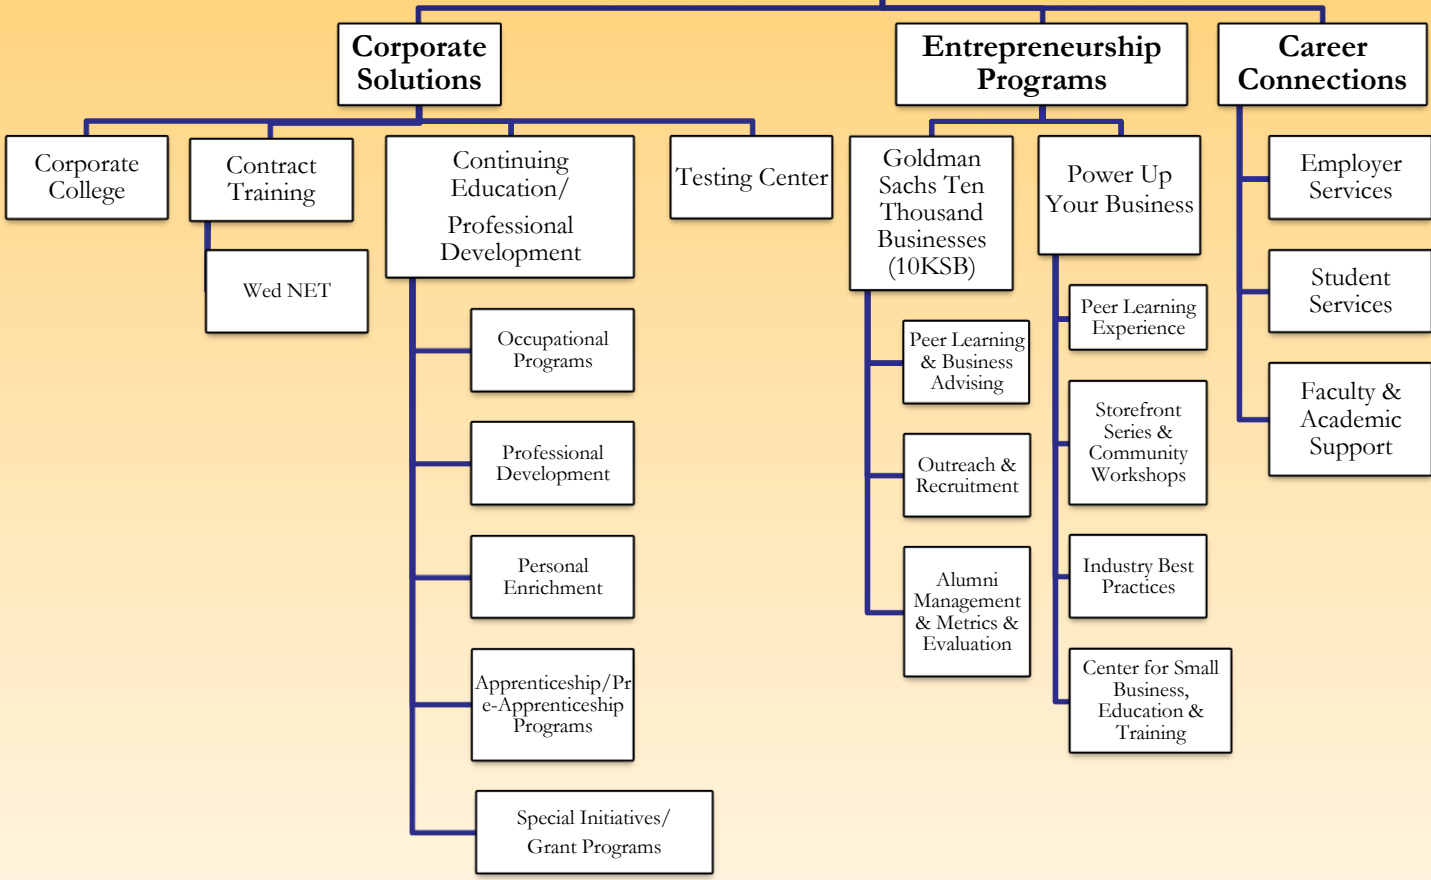 Corporate
Solutions
Entrepreneurship
Programs
Career
Connections
Corporate
College
Contract
Training
Wed NET
Continuing
Education/
Professional
Development
Testing Center
Occupational
Programs
Professional
Development
Personal
Enrichment
Apprenticeship/Pr
e-Apprenticeship
Programs
Special Initiatives/
Grant Programs
Goldman
Sachs Ten
Thousand
Businesses
(10KSB)
Peer Learning
& Business
Advising
Outreach &
Recruitment
Alumni
Management
& Metrics &
Evaluation
Power Up
Your Business
Peer Learning
Experience
Storefront
Series &
Community
Workshops
Industry Best
Practices
Center for Small
Business,
Education &
Training
Employer
Services
Student
Services
Faculty &
Academic
Support